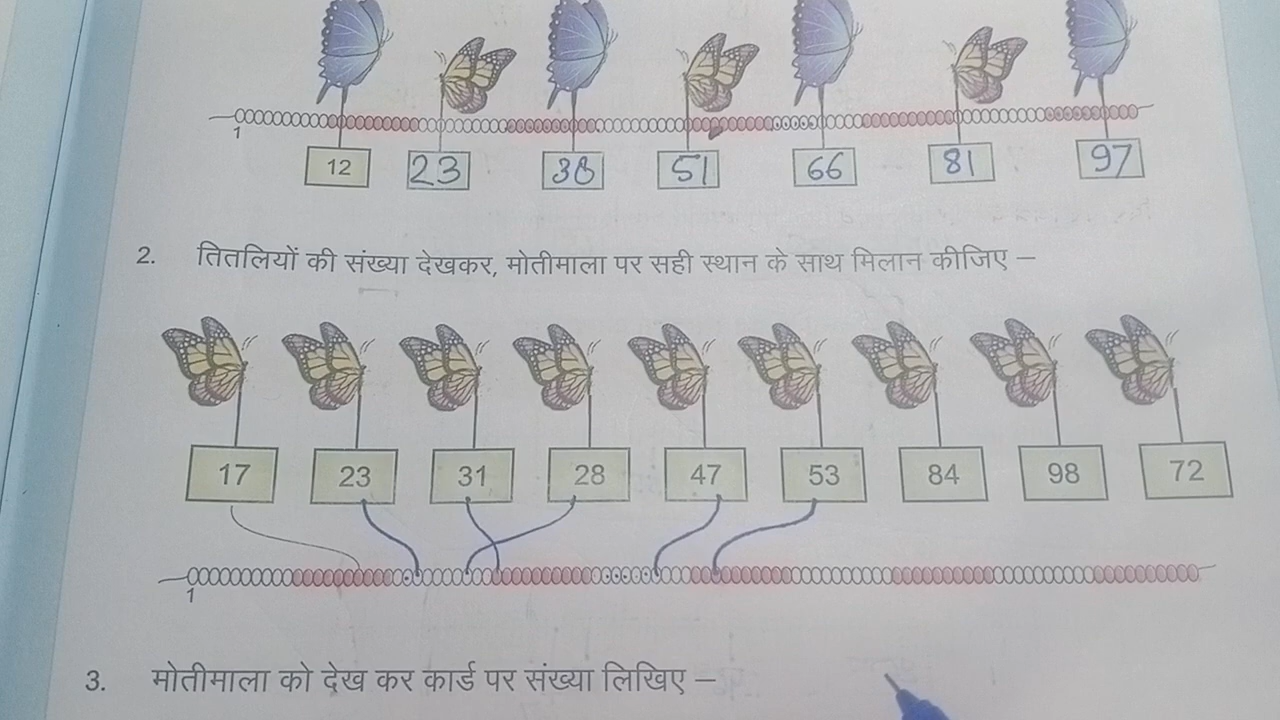 1
12 23 38 51 66 81 97
2. तितलियों की संख्या देखकर, मोतीमाला पर सही स्थान के साथ मिलान कीजिए –
17 23 31 28 47 53 84 98 72
1
3. मोतीमाला को देख कर कार्ड पर संख्या लिखिए –